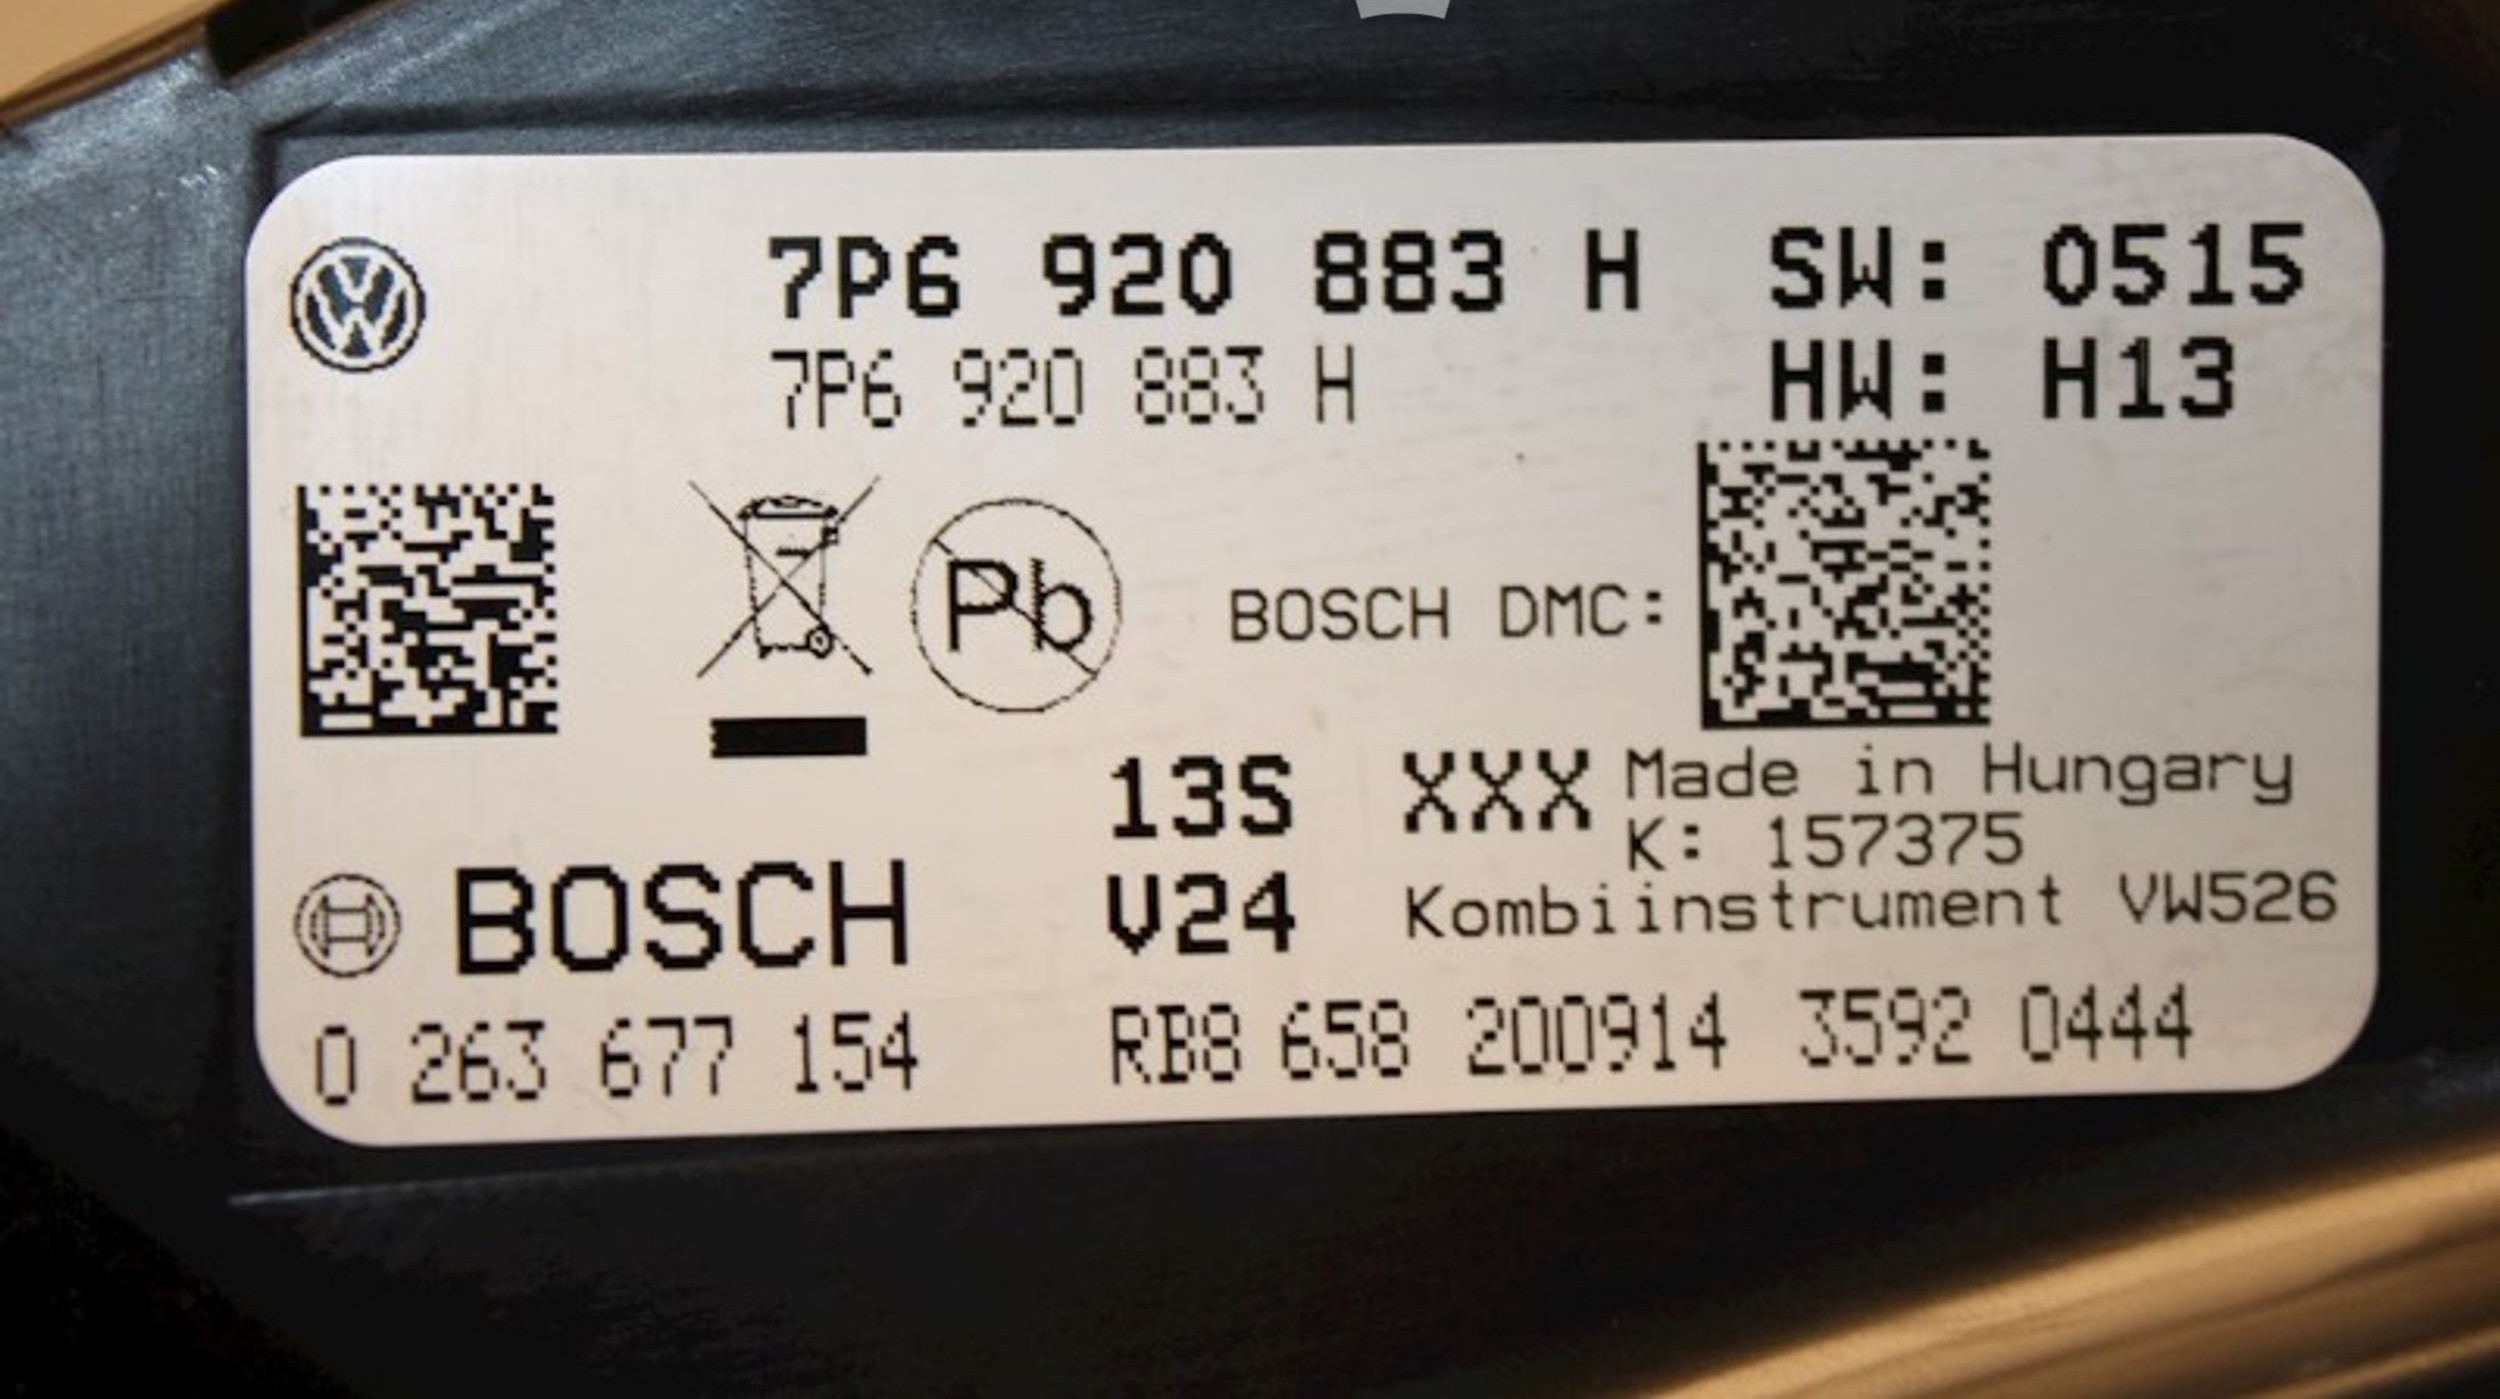 7P6 920 883 H SW: 0515
7P6 920 883 H HW: H13
Pb
BOSCH DMC:
13S XXX Made in Hungary
K: 157375
BOSCH V24 Kombiinstrument VW526
0 263 677 154 RB8 658 200914 3592 0444